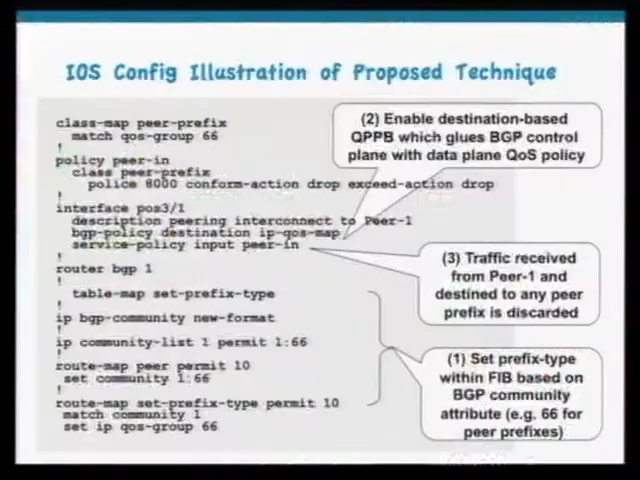 IOS Config Illustration of Proposed Technique
class-map peer-prefix
match qos-group 66
!
policy peer-in
class peer-prefix
police 8000 conform-action drop exceed-action drop
!
interface pos3/1
description peering interconnect to Peer-1
bgp-policy destination ip-qos-map
service-policy input peer-in
!
router bgp 1
!
table-map set-prefix-type
!
ip bgp-community new-format
!
ip community-list 1 permit 1:66
!
route-map peer permit 10
set community 1:66
!
route-map set-prefix-type permit 10
match community 1
set ip qos-group 66
(2) Enable destination-based
QPPB which glues BGP control
plane with data plane QoS policy
(3) Traffic received
from Peer-1 and
destined to any peer
prefix is discarded
(1) Set prefix-type
within FIB based on
BGP community
attribute (e.g. 66 for
peer prefixes)